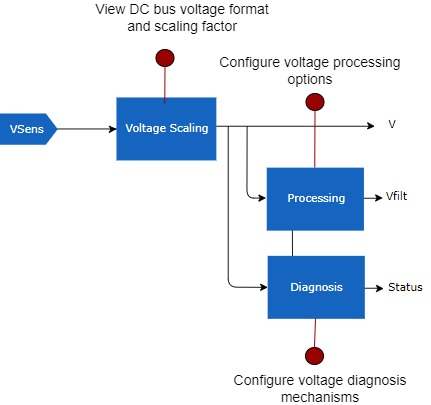 View DC bus voltage format
and scaling factor
Configure voltage processing
options
VSens
Voltage Scaling
V
Processing
Vfilt
Diagnosis
Status
Configure voltage diagnosis
mechanisms